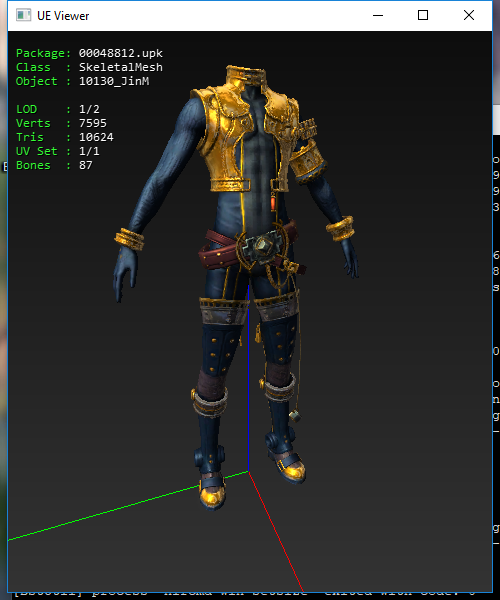 UE Viewer
Package: 00048812.upk
Class : SkeletalMesh
Object : 10130_JinM
LOD : 1/2
Verts : 7595
Tris : 10624
UV Set : 1/1
Bones : 87